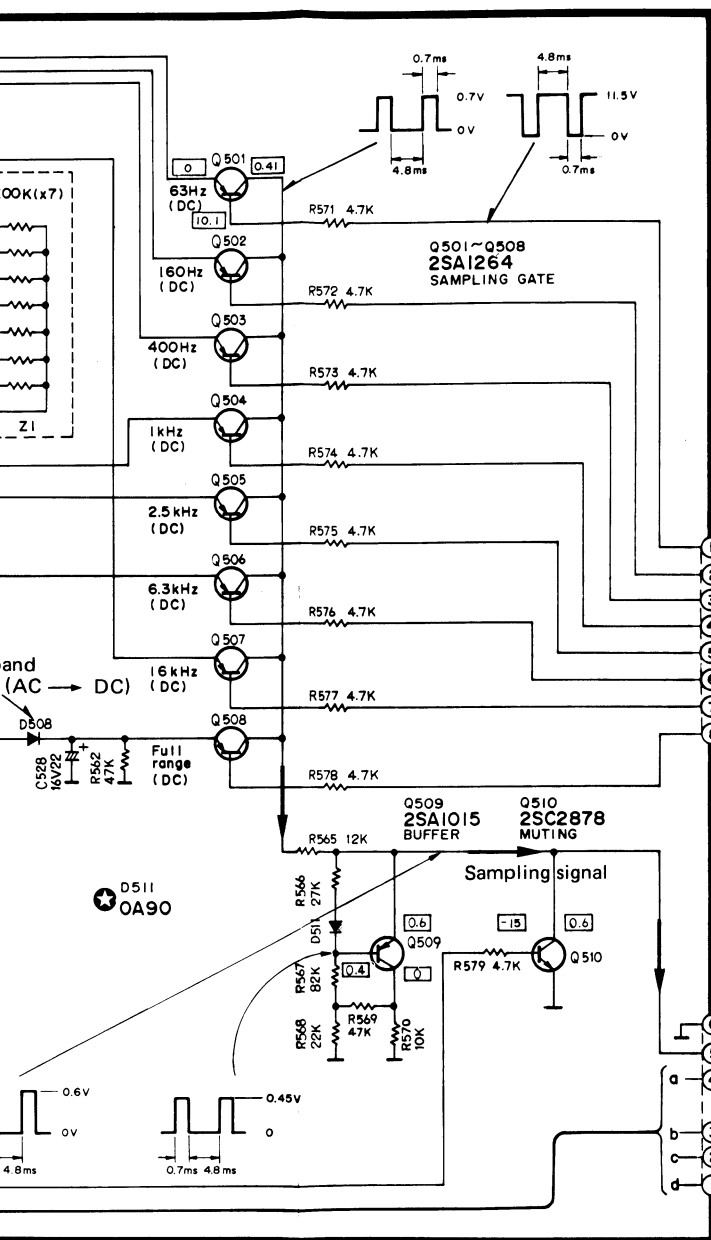 0.7ms
0.7V
0V
4.8ms
4.8ms
11.5V
0V
0.7ms
Q501
0
0.41
63Hz
(DC)
10.1
R571 4.7K
00K(x7)
Z1
Q501~Q508
2SA1264
SAMPLING GATE
Q502
160Hz
(DC)
R572 4.7K
Q503
400Hz
(DC)
R573 4.7K
Q504
1kHz
(DC)
R574 4.7K
Q505
2.5kHz
(DC)
R575 4.7K
Q506
6.3kHz
(DC)
R576 4.7K
Q507
16kHz
(DC)
R577 4.7K
and
(AC → DC)
D508
C528
16V22
+
R562
47K
Q508
Full
range
(DC)
R578 4.7K
Q509
2SA1015
BUFFER
Q510
2SC2878
MUTING
R565 12K
Sampling signal
D511
OA90
R566
27K
D511
0.6
Q509
0
0.4
R567
82K
R569
47K
R568
22K
R570
10K
-15
0.6
R579 4.7K
Q510
0.6V
0V
4.8ms
0.45V
0
0.7ms 4.8ms
a
b
c
d